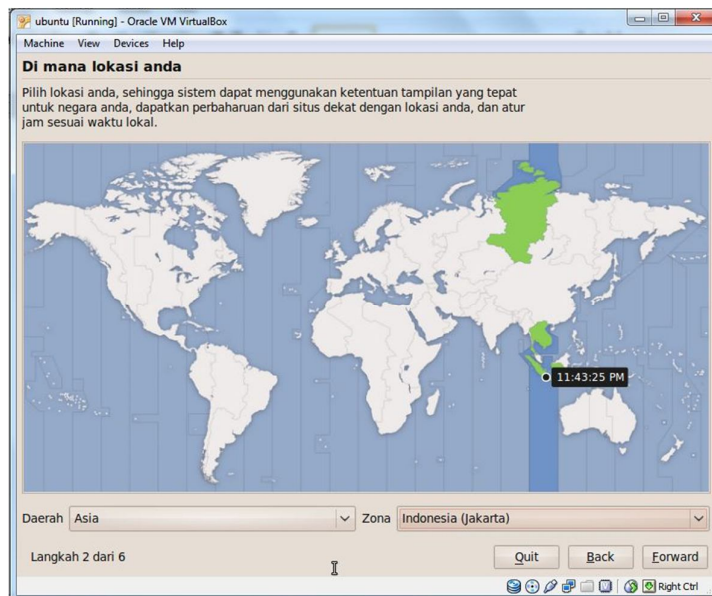 ubuntu [Running] - Oracle VM VirtualBox
Machine View Devices Help
Di mana lokasi anda
Pilih lokasi anda, sehingga sistem dapat menggunakan ketentuan tampilan yang tepat
untuk negara anda, dapatkan perbaharuan dari situs dekat dengan lokasi anda, dan atur
jam sesuai waktu lokal.
11:43:25 PM
Daerah Asia Zona Indonesia (Jakarta)
Langkah 2 dari 6 Quit Back Forward
Right Ctrl